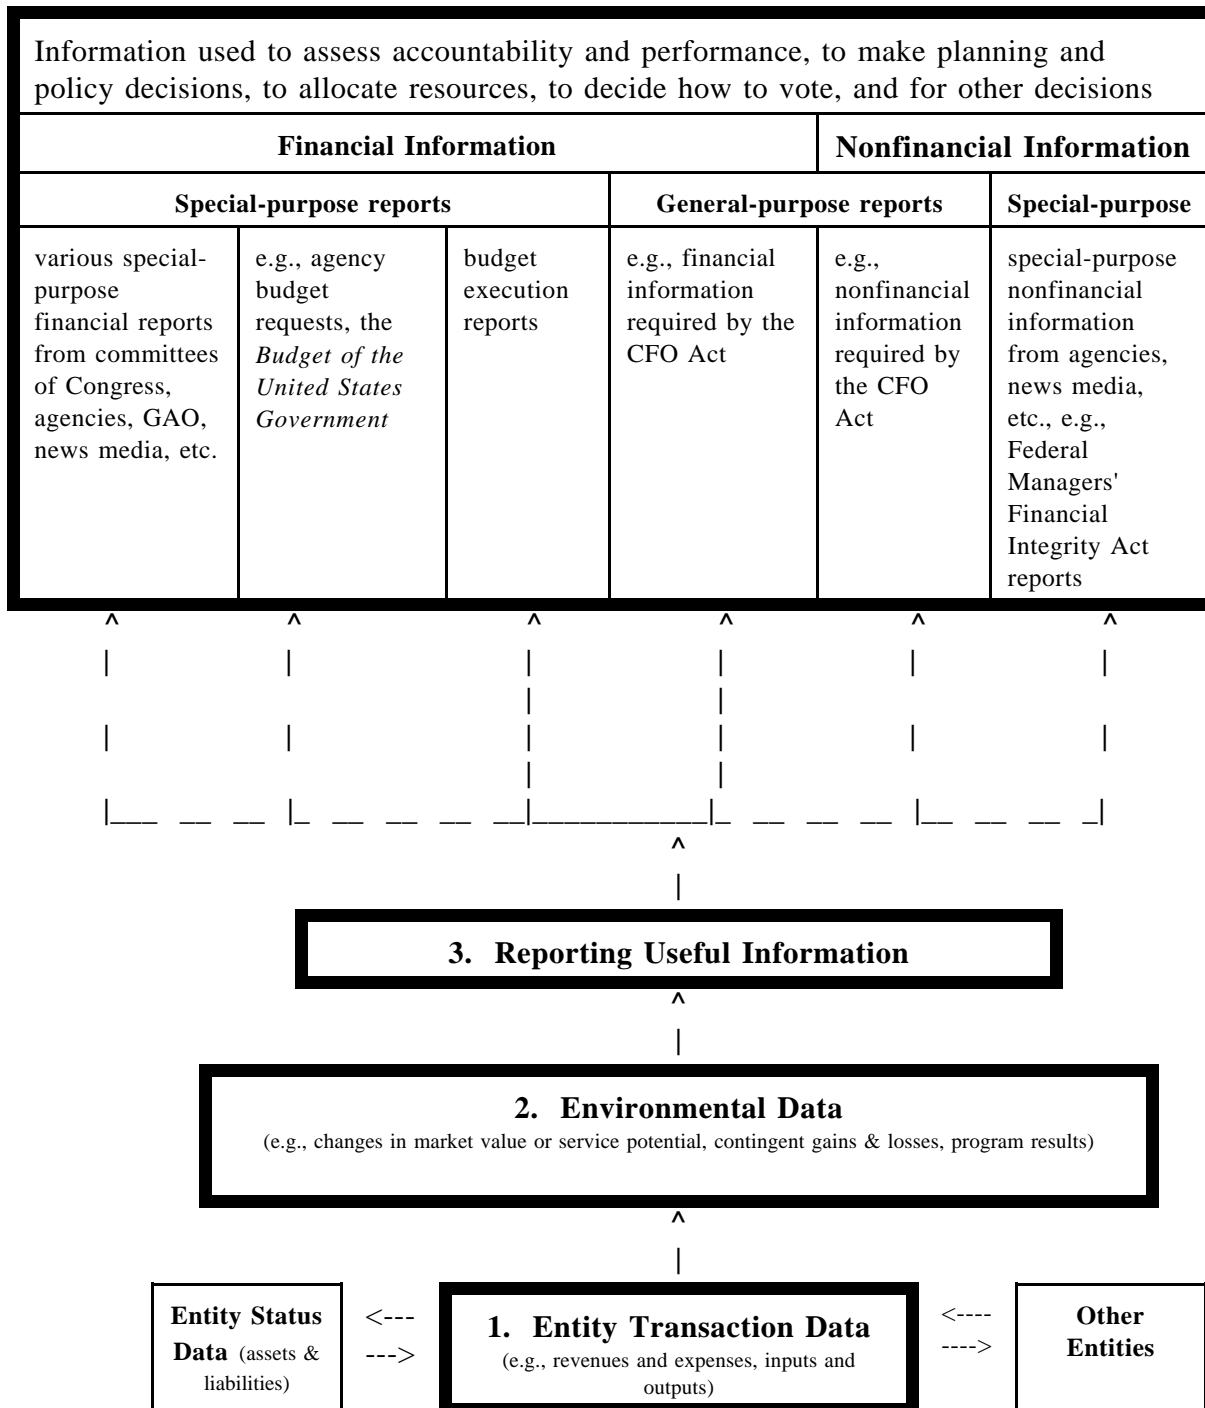 Information used to assess accountability and performance, to make planning and
policy decisions, to allocate resources, to decide how to vote, and for other decisions
Financial Information
Nonfinancial Information
Special-purpose reports
General-purpose reports
Special-purpose
various special-
purpose
financial reports
from committees
of Congress,
agencies, GAO,
news media, etc.
e.g., agency
budget
requests, the
Budget of the
United States
Government
budget
execution
reports
e.g., financial
information
required by the
CFO Act
e.g.,
nonfinancial
information
required by
the CFO
Act
special-purpose
nonfinancial
information
from agencies,
news media,
etc., e.g.,
Federal
Managers'
Financial
Integrity Act
reports
3. Reporting Useful Information
2. Environmental Data
(e.g., changes in market value or service potential, contingent gains & losses, program results)
Entity Status
Data (assets &
liabilities)
<---
--->
1. Entity Transaction Data
(e.g., revenues and expenses, inputs and
outputs)
<----
---->
Other
Entities